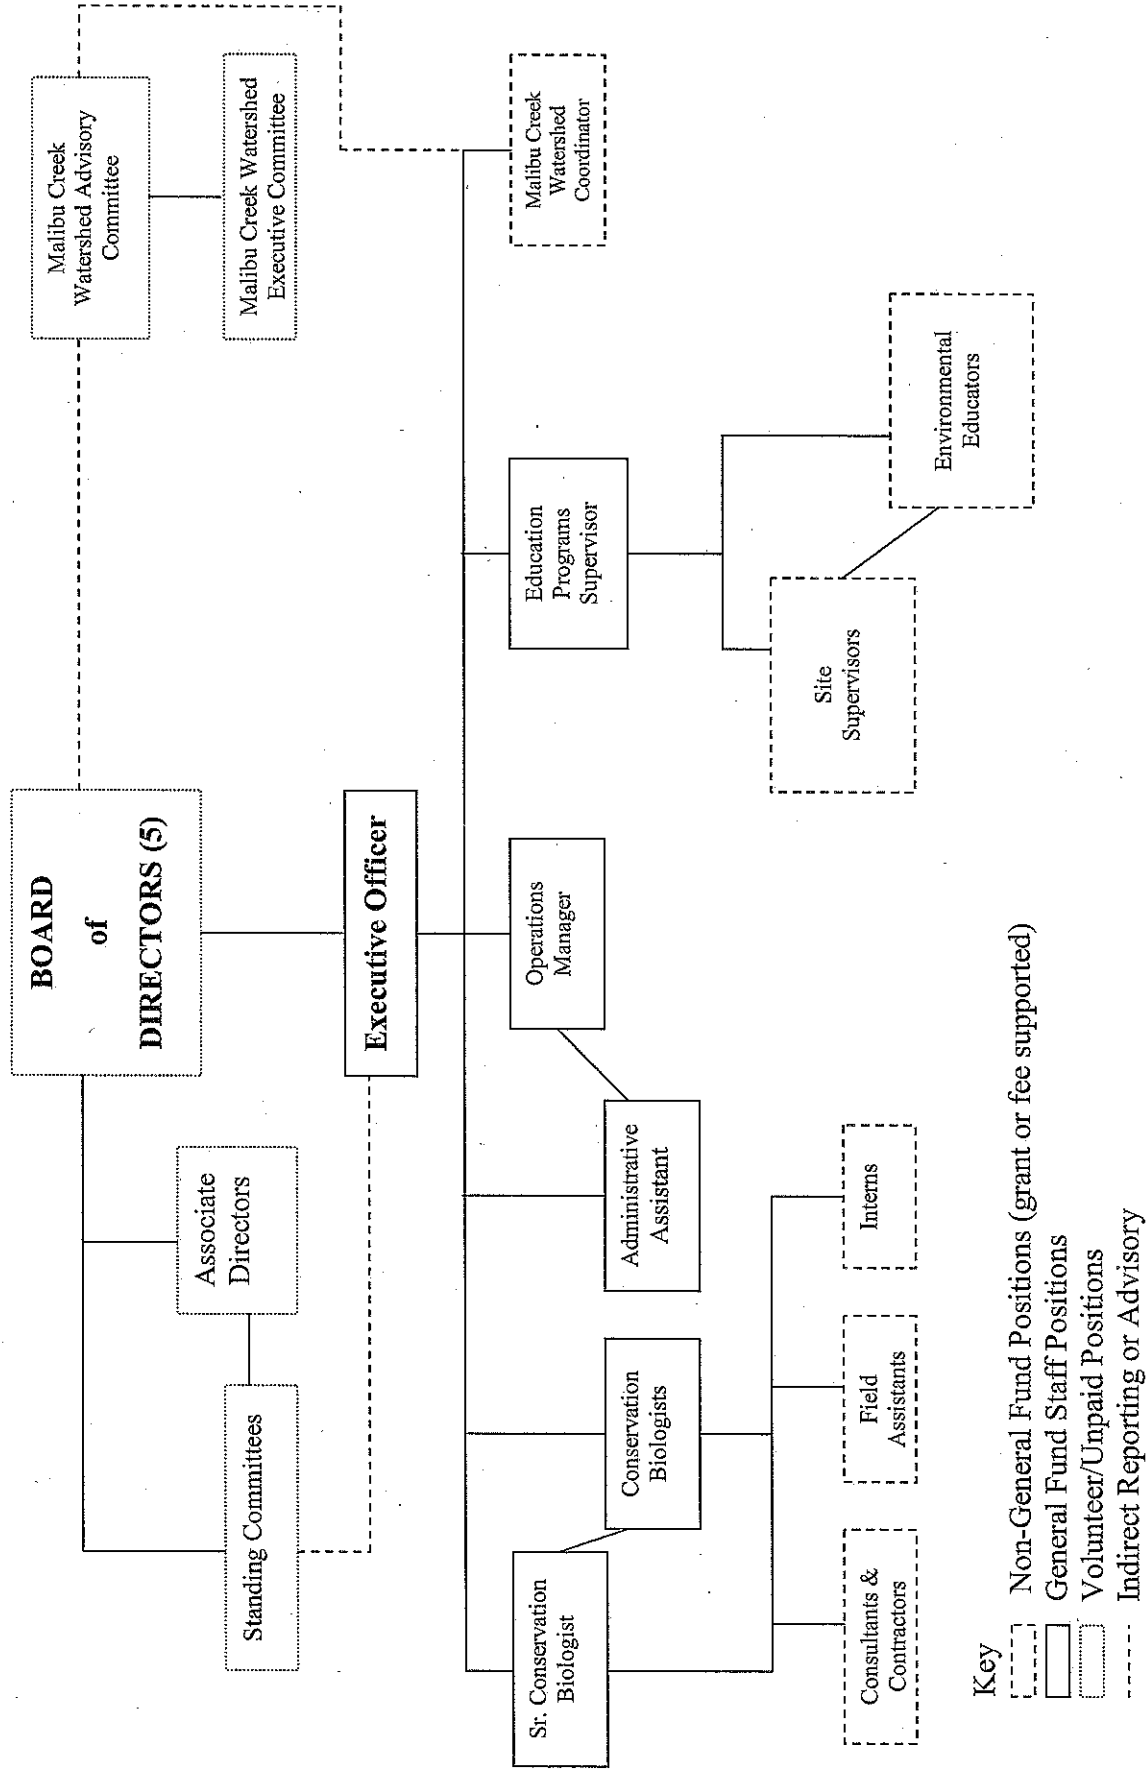 BOARD
of
DIRECTORS (5)
Malibu Creek
Watershed Advisory
Committee
Malibu Creek Watershed
Executive Committee
Associate
Directors
Standing Committees
Executive Officer
Sr. Conservation
Biologist
Conservation
Biologists
Administrative
Assistant
Operations
Manager
Education
Programs
Supervisor
Malibu Creek
Watershed
Coordinator
Consultants &
Contractors
Field
Assistants
Interns
Site
Supervisors
Environmental
Educators
Key
Non-General Fund Positions (grant or fee supported)
General Fund Staff Positions
Volunteer/Unpaid Positions
Indirect Reporting or Advisory